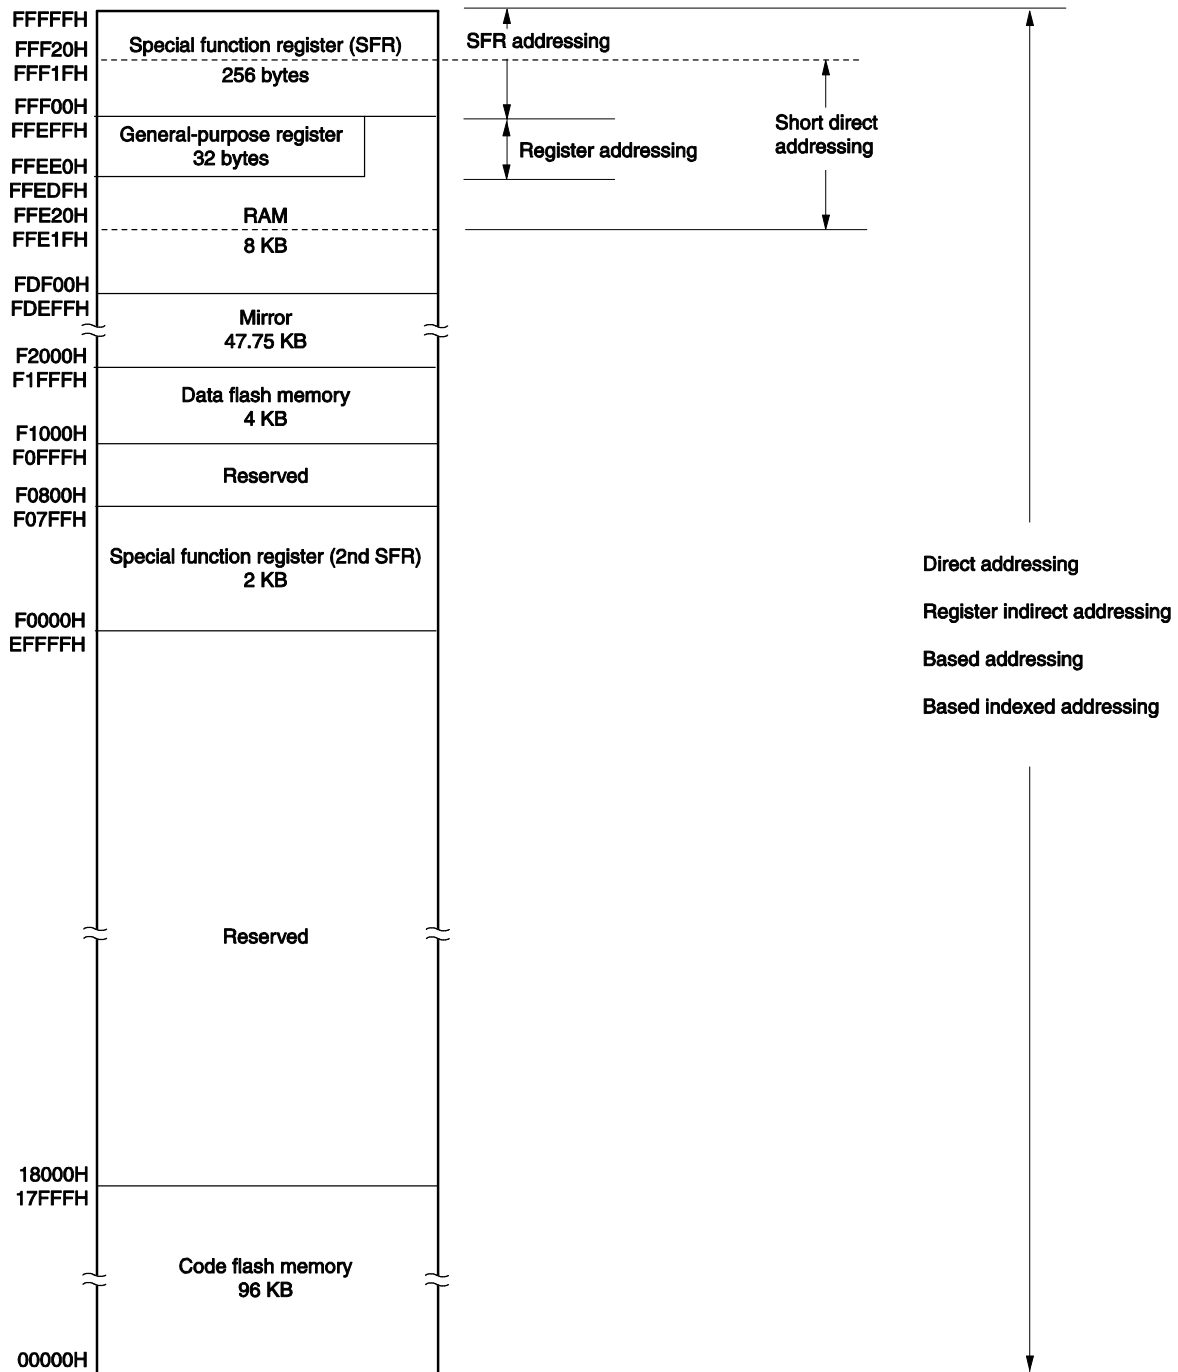 FFFFFH
FFF20H
FFF1FH
FFF00H
FFEFFH
FFEE0H
FFEDFH
FFE20H
FFE1FH
FDF00H
FDEFFH
F2000H
F1FFFH
F1000H
F0FFFH
F0800H
F07FFH
F0000H
EFFFFH
18000H
17FFFH
00000H
Special function register (SFR)
256 bytes
General-purpose register
32 bytes
RAM
8 KB
Mirror
47.75 KB
Data flash memory
4 KB
Reserved
Special function register (2nd SFR)
2 KB
Reserved
Code flash memory
96 KB
SFR addressing
Register addressing
Short direct
addressing
Direct addressing
Register indirect addressing
Based addressing
Based indexed addressing